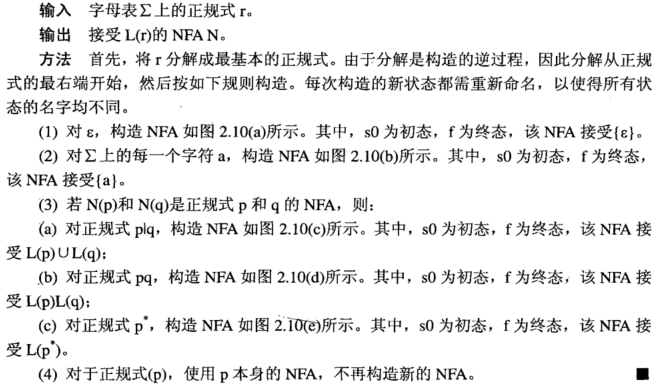 输入 字母表∑上的正规式 r。
输出 接受 L(r)的 NFA N。
方法 首先，将 r 分解成最基本的正规式。由于分解是构造的逆过程，因此分解从正规
式的最右端开始，然后按如下规则构造。每次构造的新状态都需重新命名，以使得所有状
态的名字均不同。
(1) 对 ε，构造 NFA 如图 2.10(a)所示。其中，s0 为初态，f 为终态，该 NFA 接受{ε}。
(2) 对∑上的每一个字符 a，构造 NFA 如图 2.10(b)所示。其中，s0 为初态，f 为终态，
该 NFA 接受{a}。
(3) 若 N(p)和 N(q)是正规式 p 和 q 的 NFA，则：
(a) 对正规式 p|q，构造 NFA 如图 2.10(c)所示。其中，s0 为初态，f 为终态，该 NFA 接
受 L(p)∪L(q)；
(b) 对正规式 pq，构造 NFA 如图 2.10(d)所示。其中，s0 为初态，f 为终态，该 NFA 接
受 L(p)L(q)；
(c) 对正规式 p*，构造 NFA 如图 2.10(e)所示。其中，s0 为初态，f 为终态，该 NFA 接
受 L(p*)。
(4) 对于正规式(p)，使用 p 本身的 NFA，不再构造新的 NFA。 ■